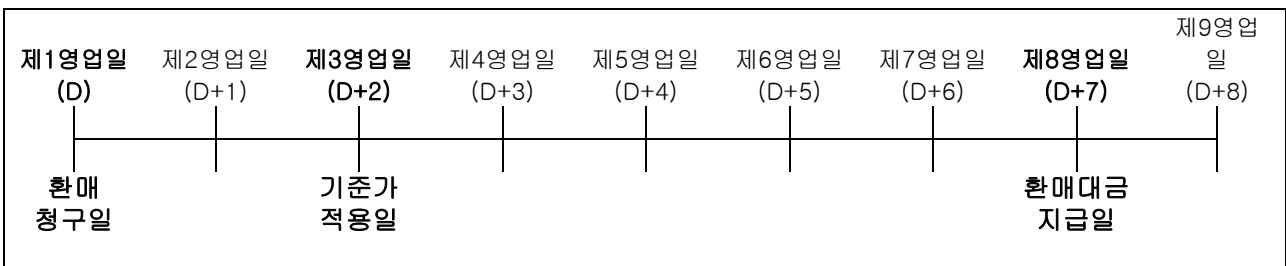 제1영업일 제2영업일 제3영업일 제4영업일 제5영업일 제6영업일 제7영업일 제8영업일 제9영업
일
(D) (D+1) (D+2) (D+3) (D+4) (D+5) (D+6) (D+7) (D+8)
환매 기준가 환매대금
청구일 적용일 지급일